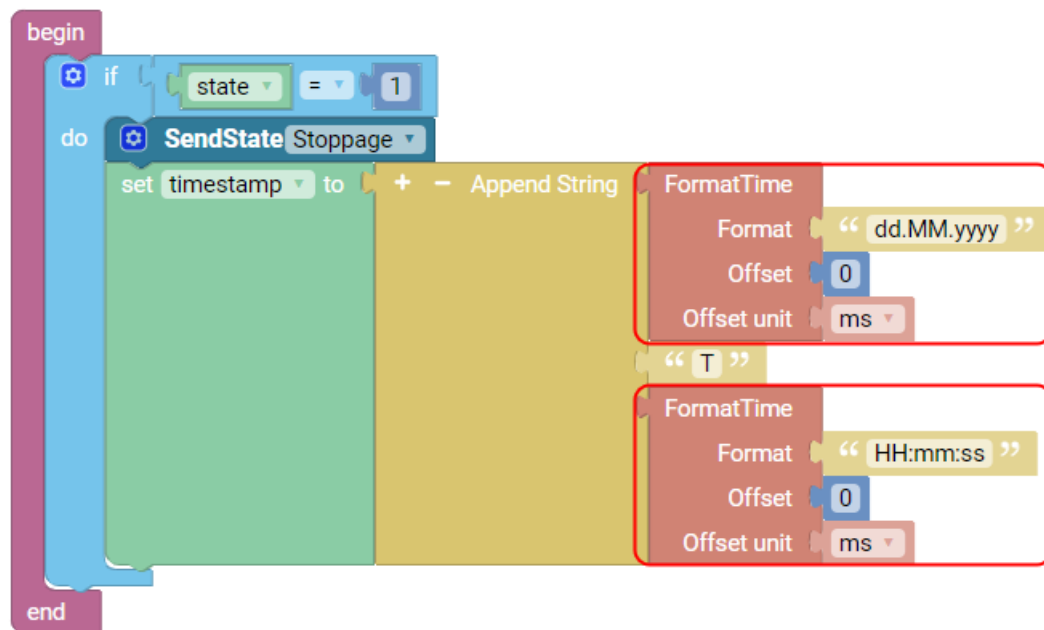 begin
if state = 1
do SendState Stoppage
set timestamp to + − Append String FormatTime
Format “ dd.MM.yyyy ”
Offset 0
Offset unit ms
“ T ”
FormatTime
Format “ HH:mm:ss ”
Offset 0
Offset unit ms
end